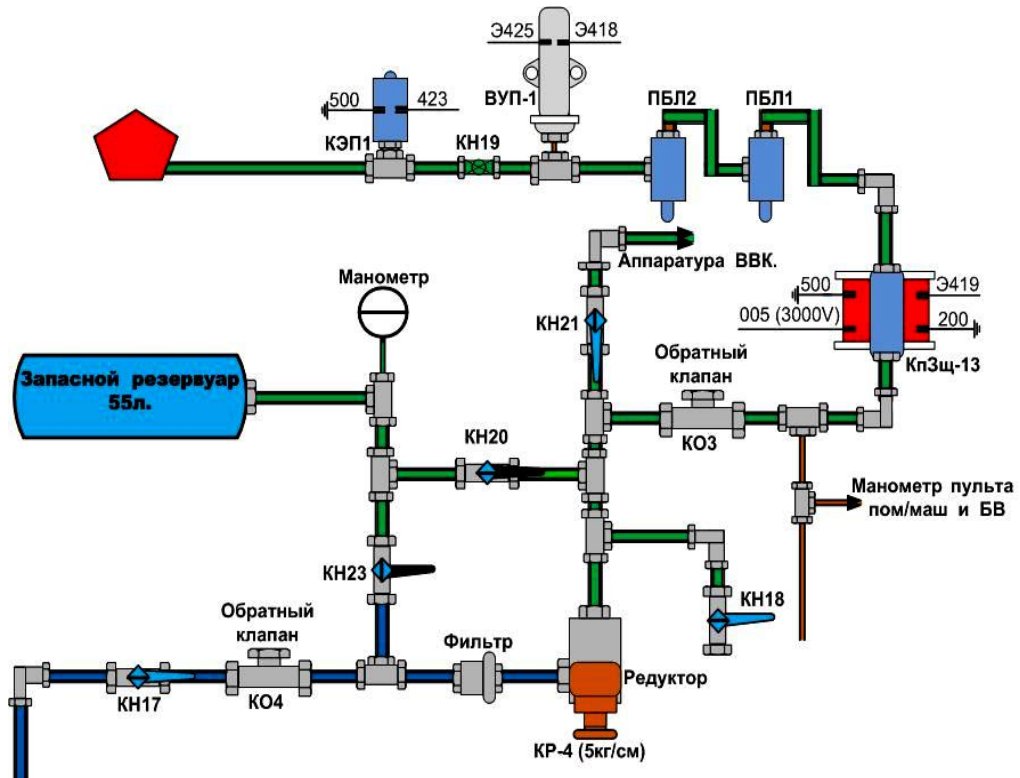 Э425 Э418
500 423
ВУП-1
ПБЛ2 ПБЛ1
КЭП1
КН19
Аппаратура ВВК.
Манометр
500 Э419
005 (3000V) 200
КН21
Обратный
клапан
КпЗщ-13
Запасной резервуар
55л.
КН20
КО3
Манометр пульта
пом/маш и БВ
КН23
КН18
Обратный
клапан
Фильтр
Редуктор
КН17
КО4
КР-4 (5кг/см)